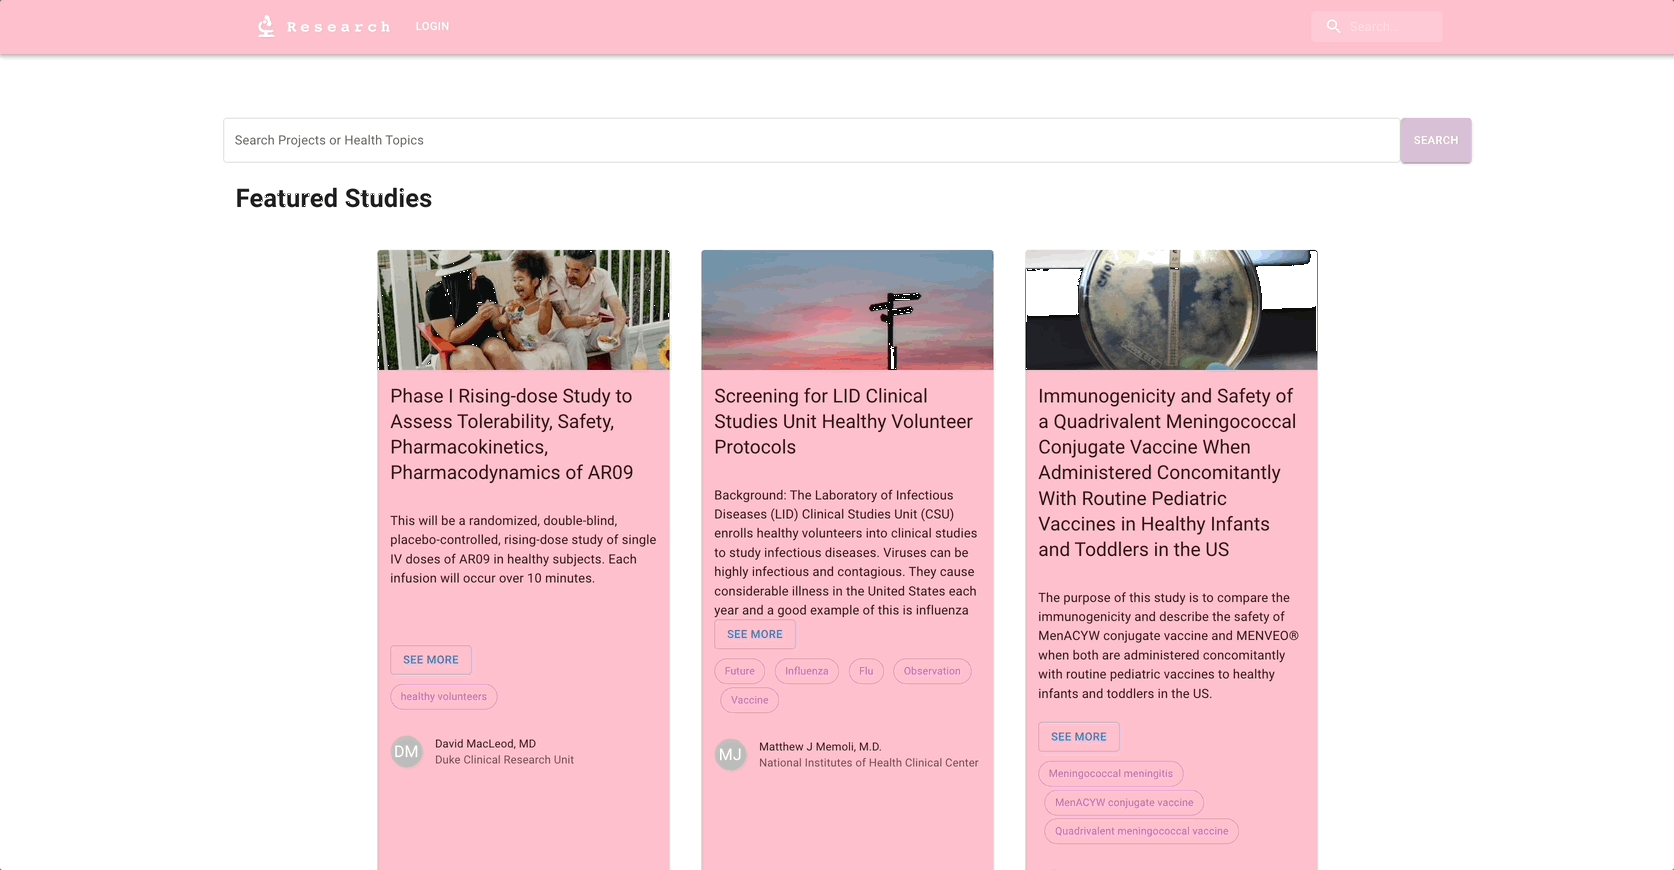 Research
LOGIN
Search...
Search Projects or Health Topics
SEARCH
Featured Studies
Phase I Rising-dose Study to
Assess Tolerability, Safety,
Pharmacokinetics,
Pharmacodynamics of AR09
This will be a randomized, double-blind,
placebo-controlled, rising-dose study of single
IV doses of AR09 in healthy subjects. Each
infusion will occur over 10 minutes.
SEE MORE
healthy volunteers
DM
David MacLeod, MD
Duke Clinical Research Unit
Screening for LID Clinical
Studies Unit Healthy Volunteer
Protocols
Background: The Laboratory of Infectious
Diseases (LID) Clinical Studies Unit (CSU)
enrolls healthy volunteers into clinical studies
to study infectious diseases. Viruses can be
highly infectious and contagious. They cause
considerable illness in the United States each
year and a good example of this is influenza
SEE MORE
Future
Influenza
Flu
Observation
Vaccine
MJ
Matthew J Memoli, M.D.
National Institutes of Health Clinical Center
Immunogenicity and Safety of
a Quadrivalent Meningococcal
Conjugate Vaccine When
Administered Concomitantly
With Routine Pediatric
Vaccines in Healthy Infants
and Toddlers in the US
The purpose of this study is to compare the
immunogenicity and describe the safety of
MenACYW conjugate vaccine and MENVEO®
when both are administered concomitantly
with routine pediatric vaccines to healthy
infants and toddlers in the US.
SEE MORE
Meningococcal meningitis
MenACYW conjugate vaccine
Quadrivalent meningococcal vaccine